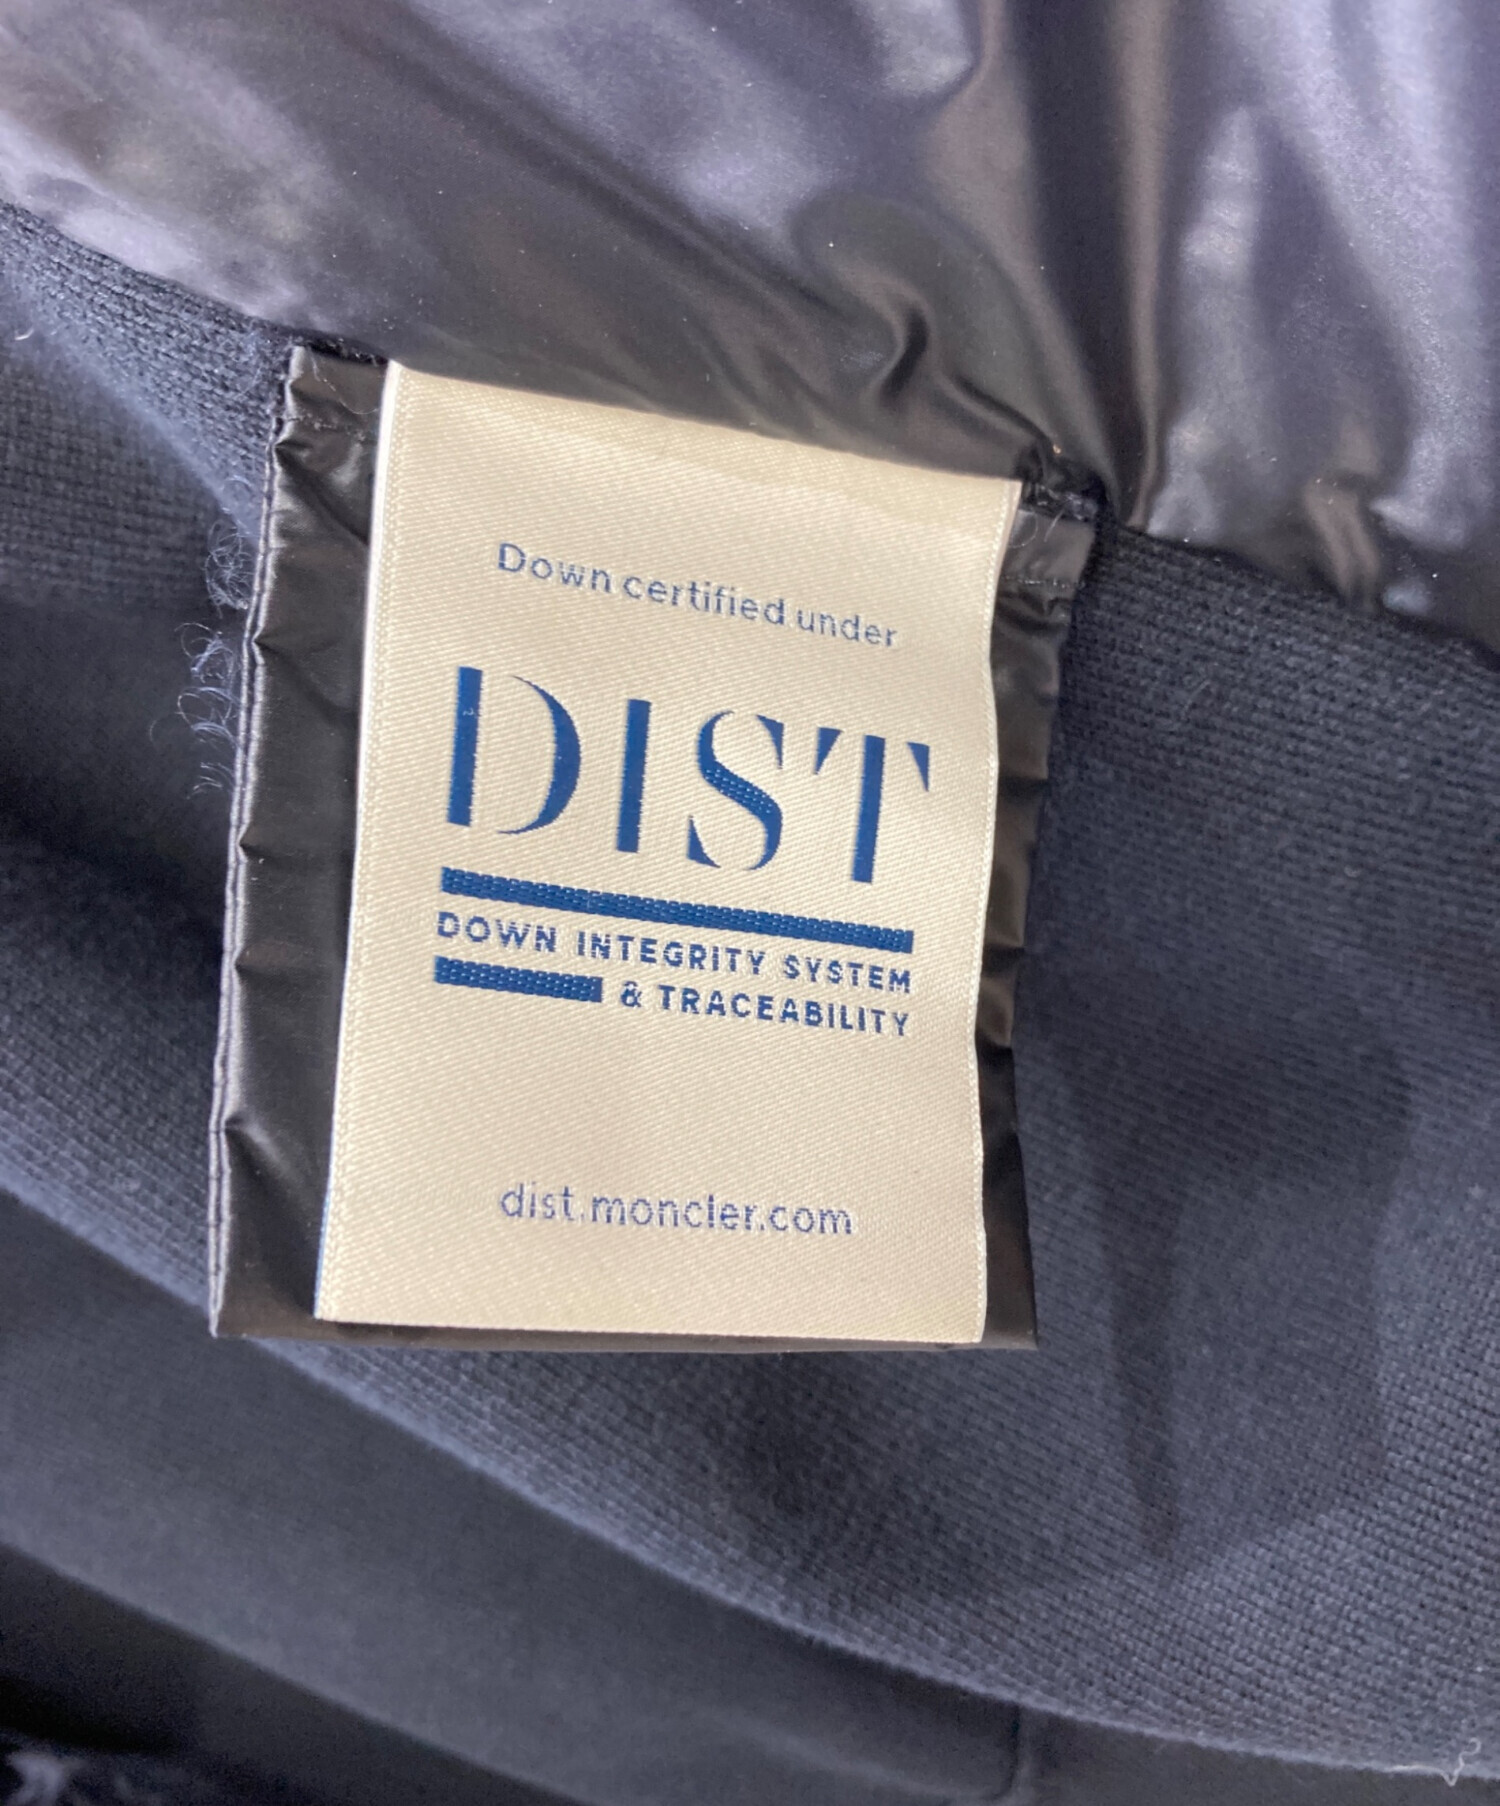 Down certified under
DIST
DOWN INTEGRITY SYSTEM
& TRACEABILITY
dist.moncler.com